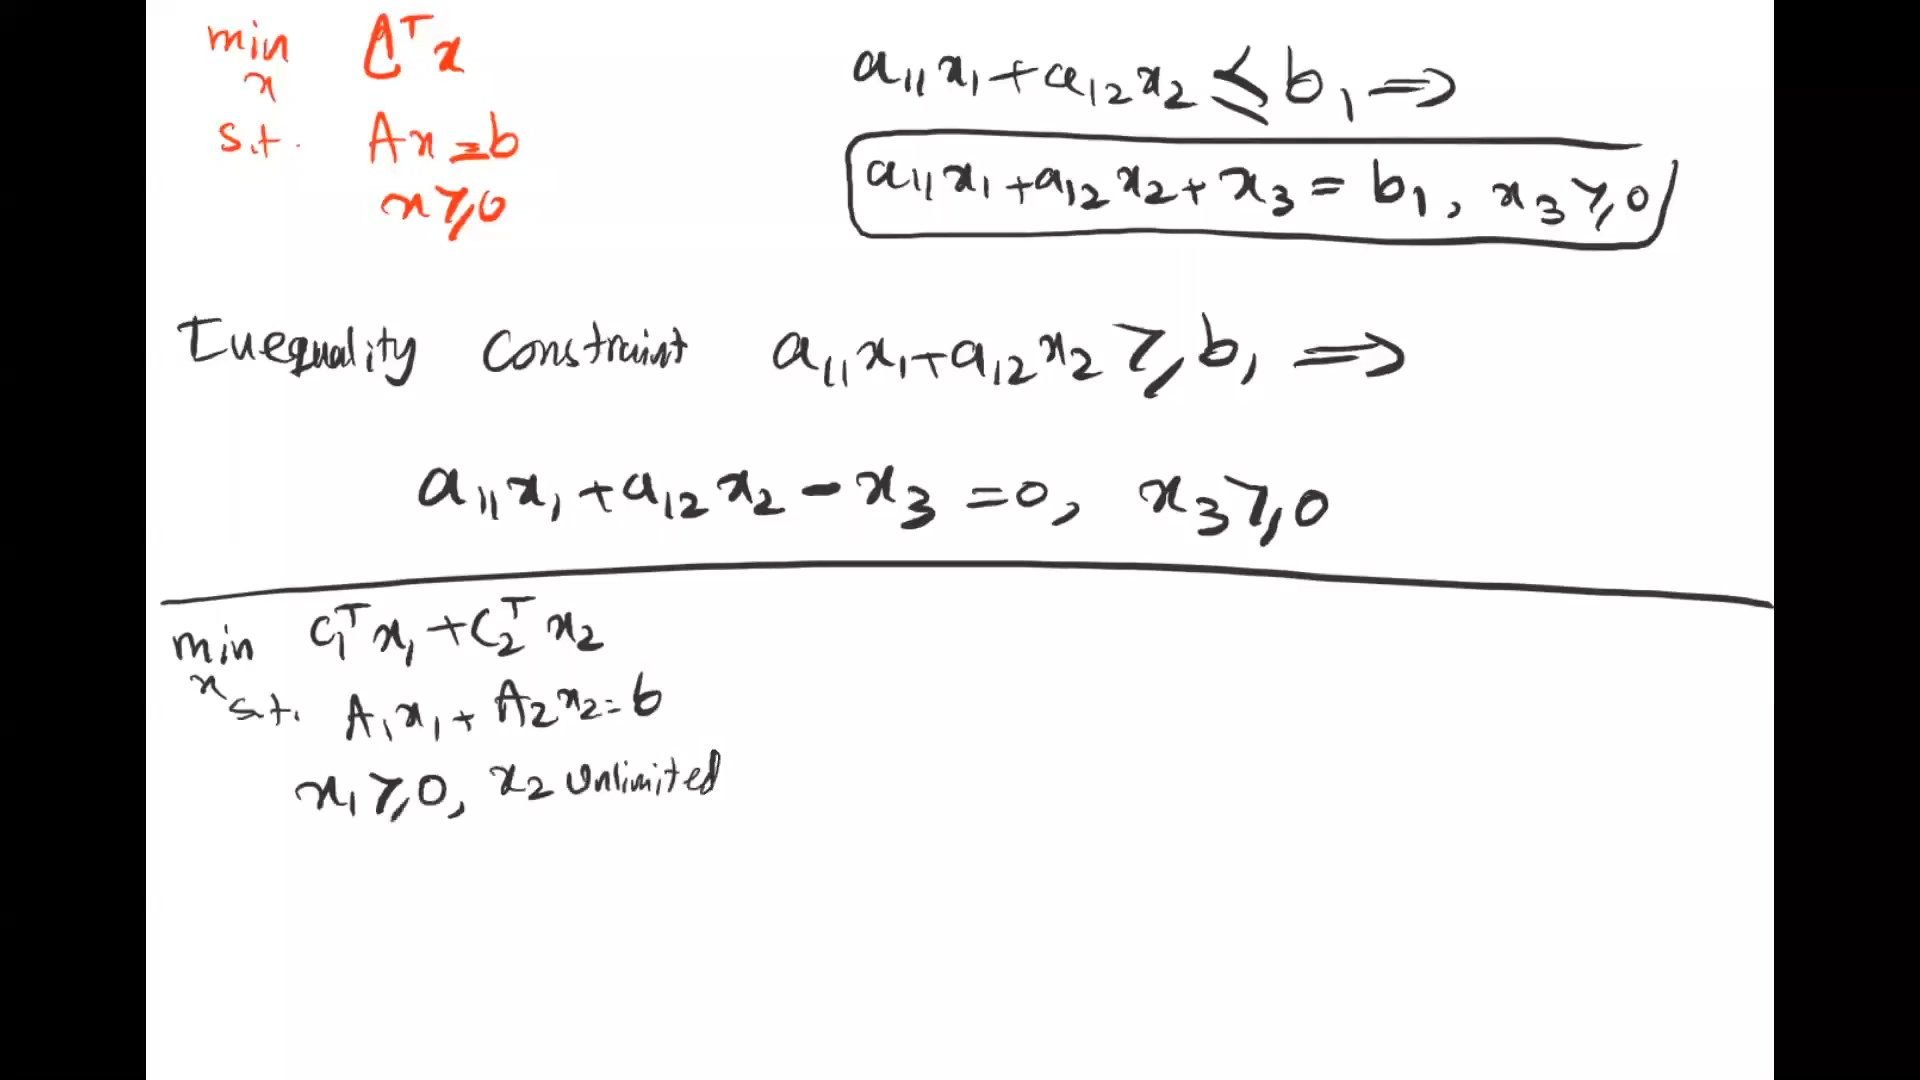 min C^T x
x
s.t. Ax = b
x ≥ 0
a₁₁x₁ + a₁₂x₂ ≤ b₁ ⇒
a₁₁x₁ + a₁₂x₂ + x₃ = b₁, x₃ ≥ 0
Inequality Constraint a₁₁x₁ + a₁₂x₂ ≥ b₁ ⇒
a₁₁x₁ + a₁₂x₂ - x₃ = 0, x₃ ≥ 0
min C₁^T x₁ + C₂^T x₂
x
s.t. A₁x₁ + A₂x₂ = b
x₁ ≥ 0, x₂ unlimited